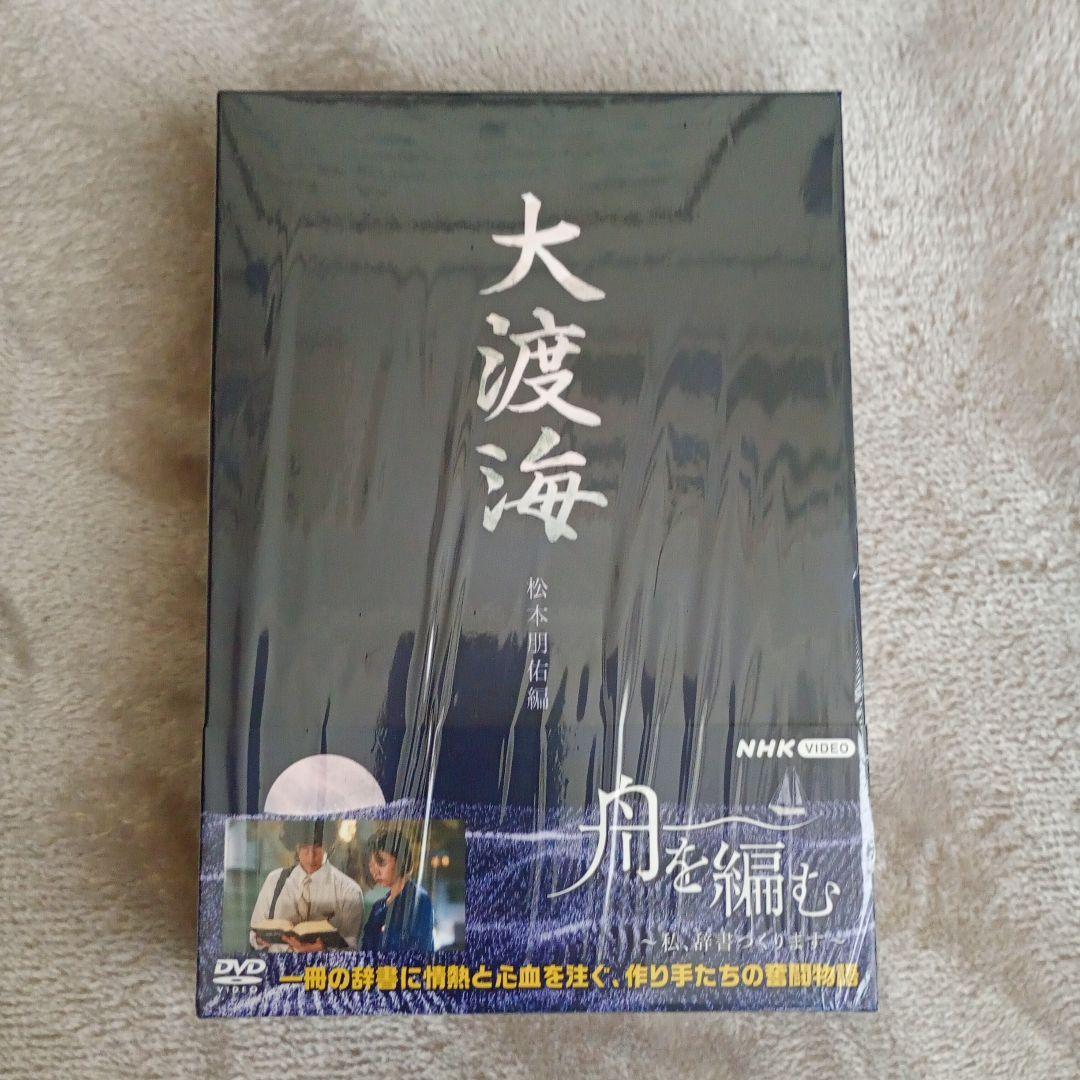 大渡海
松本朋佑編
NHK VIDEO
舟を編む
～私、辞書つくります～
DVD
VIDEO
一冊の辞書に情熱と心血を注ぐ、作り手たちの奮闘物語